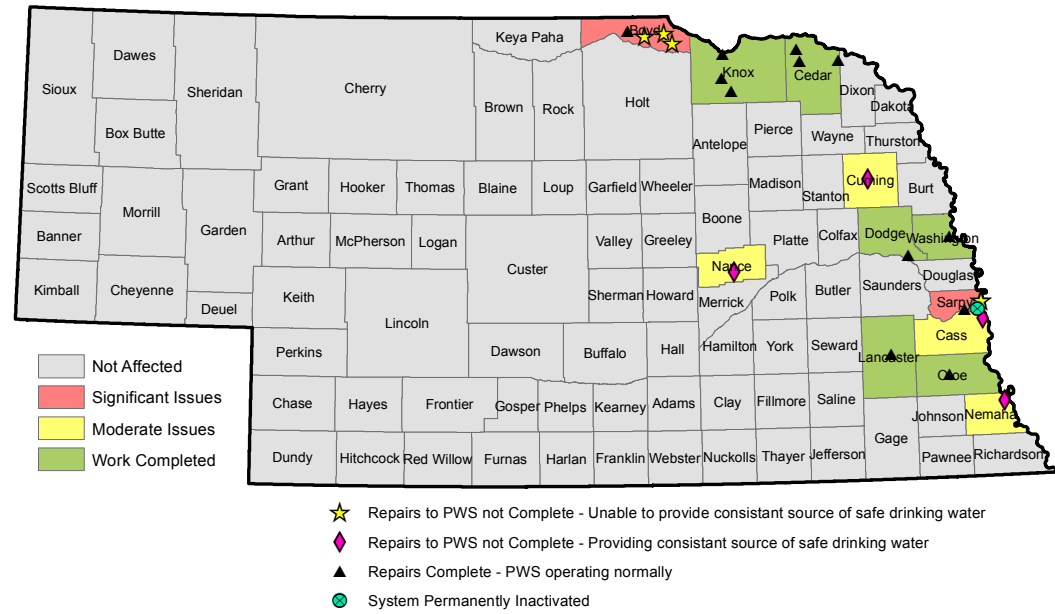 Boyd
Keya Paha
Dawes
Knox
Cedar
Sioux
Sheridan
Cherry
Dixon
Holt
Brown
Rock
Dakota
Box Butte
Pierce
Wayne
Thurston
Antelope
Scotts Bluff
Grant
Hooker
Thomas
Blaine
Loup
Garfield
Wheeler
Madison
Stanton
Cuming
Burt
Morrill
Garden
Boone
Banner
Arthur
McPherson
Logan
Valley
Greeley
Platte
Colfax
Dodge
Washington
Custer
Nance
Douglas
Kimball
Cheyenne
Keith
Sherman
Howard
Merrick
Polk
Butler
Saunders
Sarpy
Deuel
Lincoln
Cass
Perkins
Dawson
Buffalo
Hall
Hamilton
York
Seward
Lancaster
Otoe
Chase
Hayes
Frontier
Gosper
Phelps
Kearney
Adams
Clay
Fillmore
Saline
Johnson
Nemaha
Gage
Dundy
Hitchcock
Red Willow
Furnas
Harlan
Franklin
Webster
Nuckolls
Thayer
Jefferson
Pawnee
Richardson
Not Affected
Significant Issues
Moderate Issues
Work Completed
Repairs to PWS not Complete - Unable to provide consistant source of safe drinking water
Repairs to PWS not Complete - Providing consistant source of safe drinking water
Repairs Complete - PWS operating normally
System Permanently Inactivated